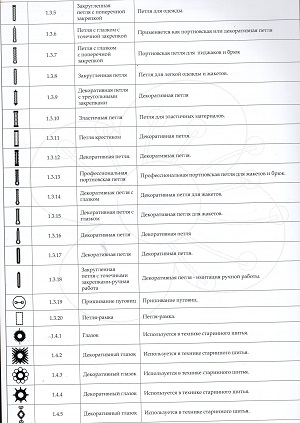 1.3.5 Закругленная петля с поперечной закрепкой Петля для одежды.
1.3.6 Петля с глазком с точечной закрепкой Применяется как портновская или декоративная петля
1.3.7 Петля с глазком с поперечной закрепкой Портновская петля для пиджаков и брюк
1.3.8 Закругленная петля Петля для легкой одежды и жакетов.
1.3.9 Декоративная петля с треугольными закрепками Декоративная петля
1.3.10 Эластичная петля Петля для эластичных материалов.
1.3.11 Петля крестиком Декоративная петля.
1.3.12 Декоративная петля. Декоративная петля.
1.3.13 Профессиональная портновская петля Профессиональная портновская петля для жакетов и брюк.
1.3.14 Декоративная петля с глазком Декоративная петля для жакетов.
1.3.15 Декоративная петля с глазком Декоративная петля для жакетов.
1.3.16 Декоративная петля Декоративная петля
1.3.17 Декоративная петля Декоративная петля.
1.3.18 Закругленная петля с точечными закрепками-ручная работа Декоративная петля - имитация ручной работы.
1.3.19 Пришивание пуговиц Пришивание пуговиц.
1.3.20 Петля-рамка Петля-рамка.
1.4.1 Глазок Используется в технике старинного шитья.
1.4.2 Декоративный глазок Используется в технике старинного шитья.
1.4.3 Декоративный глазок Используется в технике старинного шитья.
1.4.4 Декоративный глазок Используется в технике старинного шитья.
1.4.5 Декоративный глазок Используется в технике старинного шитья.